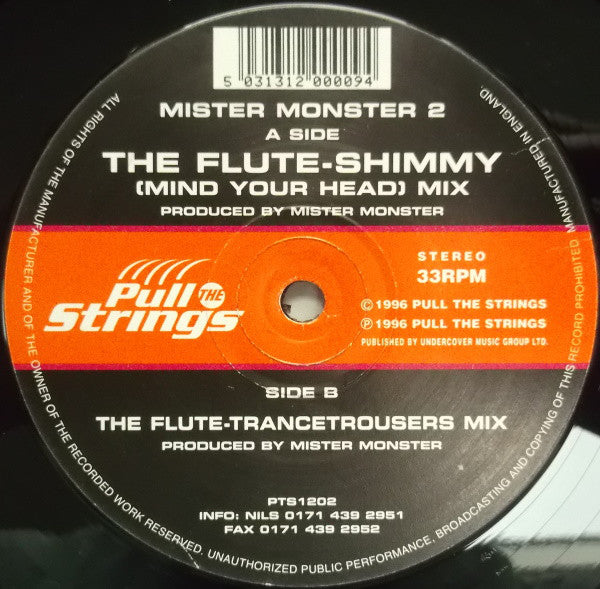 5 031312 000094
MISTER MONSTER 2
A SIDE
THE FLUTE-SHIMMY
(MIND YOUR HEAD) MIX
PRODUCED BY MISTER MONSTER
Pull THE
Strings
STEREO
33RPM
© 1996 PULL THE STRINGS
℗ 1996 PULL THE STRINGS
PUBLISHED BY UNDERCOVER MUSIC GROUP LTD.
SIDE B
THE FLUTE-TRANCETROUSERS MIX
PRODUCED BY MISTER MONSTER
PTS1202
INFO: NILS 0171 439 2951
FAX 0171 439 2952
ALL RIGHTS OF THE MANUFACTURER AND OF THE OWNER OF THE RECORDED WORK RESERVED. UNAUTHORIZED PUBLIC PERFORMANCE, BROADCASTING AND COPYING OF THIS RECORD PROHIBITED. MANUFACTURED IN ENGLAND.